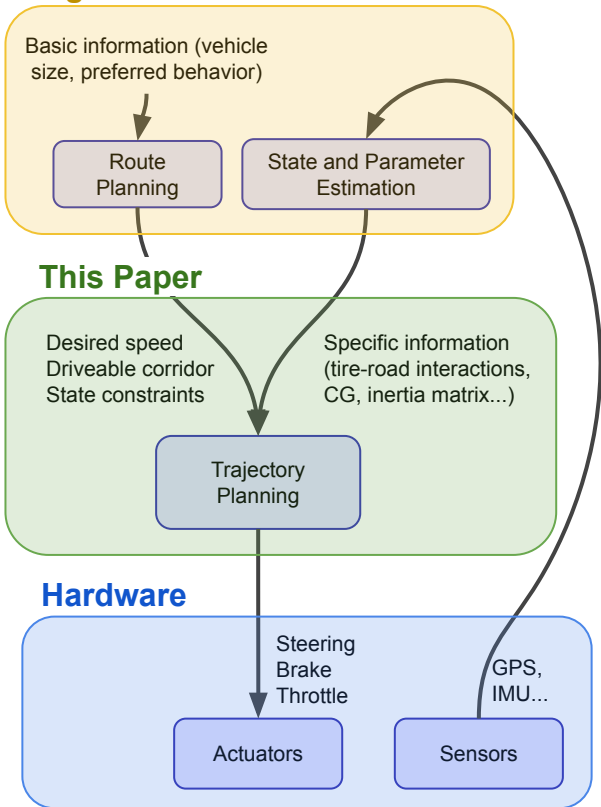 Basic information (vehicle
size, preferred behavior)
Route
Planning
State and Parameter
Estimation
This Paper
Desired speed
Driveable corridor
State constraints
Specific information
(tire-road interactions,
CG, inertia matrix...)
Trajectory
Planning
Hardware
Steering
Brake
Throttle
GPS,
IMU...
Actuators
Sensors